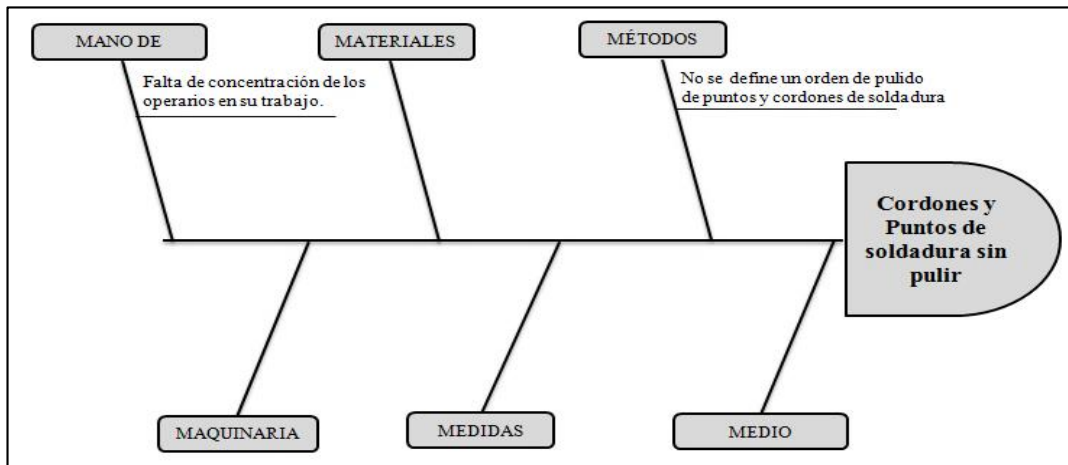 MANO DE
MATERIALES
MÉTODOS
Falta de concentración de los
operarios en su trabajo.
No se define un orden de pulido
de puntos y cordones de soldadura
Cordones y
Puntos de
soldadura sin
pulir
MAQUINARIA
MEDIDAS
MEDIO